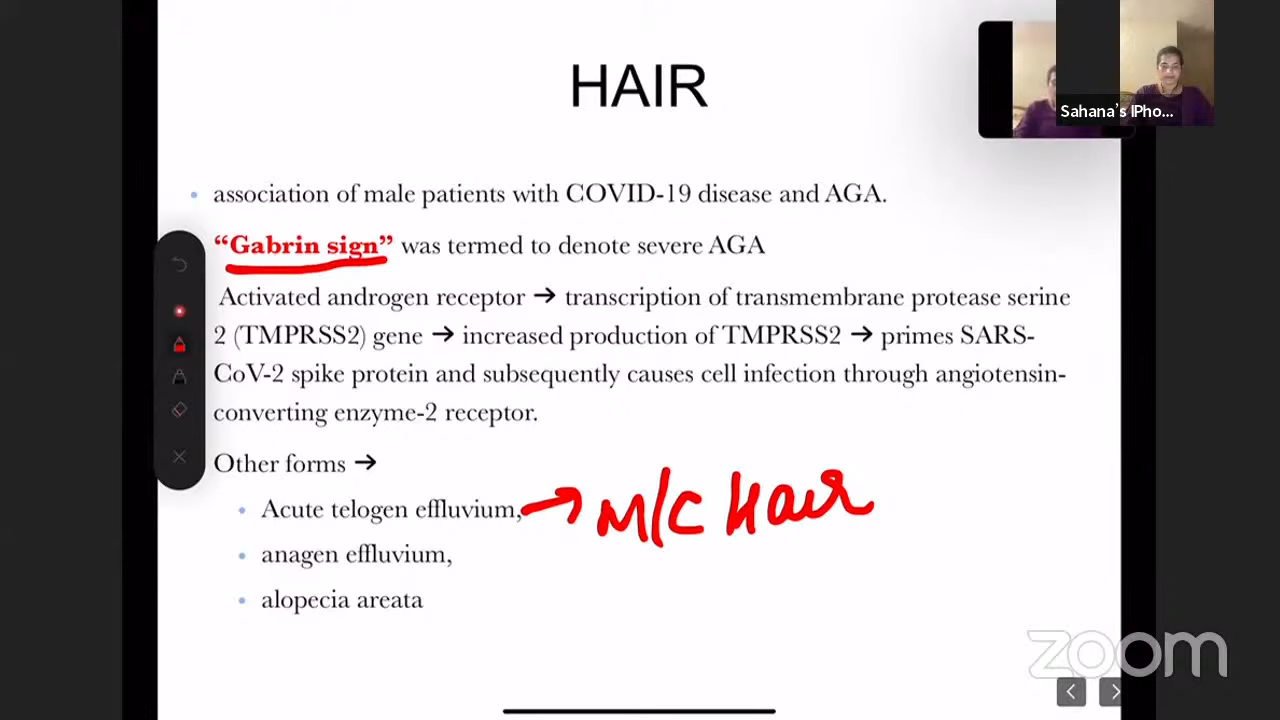 HAIR
Sahana's IPho...
association of male patients with COVID-19 disease and AGA.
“Gabrin sign” was termed to denote severe AGA
Activated androgen receptor → transcription of transmembrane protease serine
2 (TMPRSS2) gene → increased production of TMPRSS2 → primes SARS-
CoV-2 spike protein and subsequently causes cell infection through angiotensin-
converting enzyme-2 receptor.
Other forms →
Acute telogen effluvium, → M/C Hair
anagen effluvium,
alopecia areata
zoom